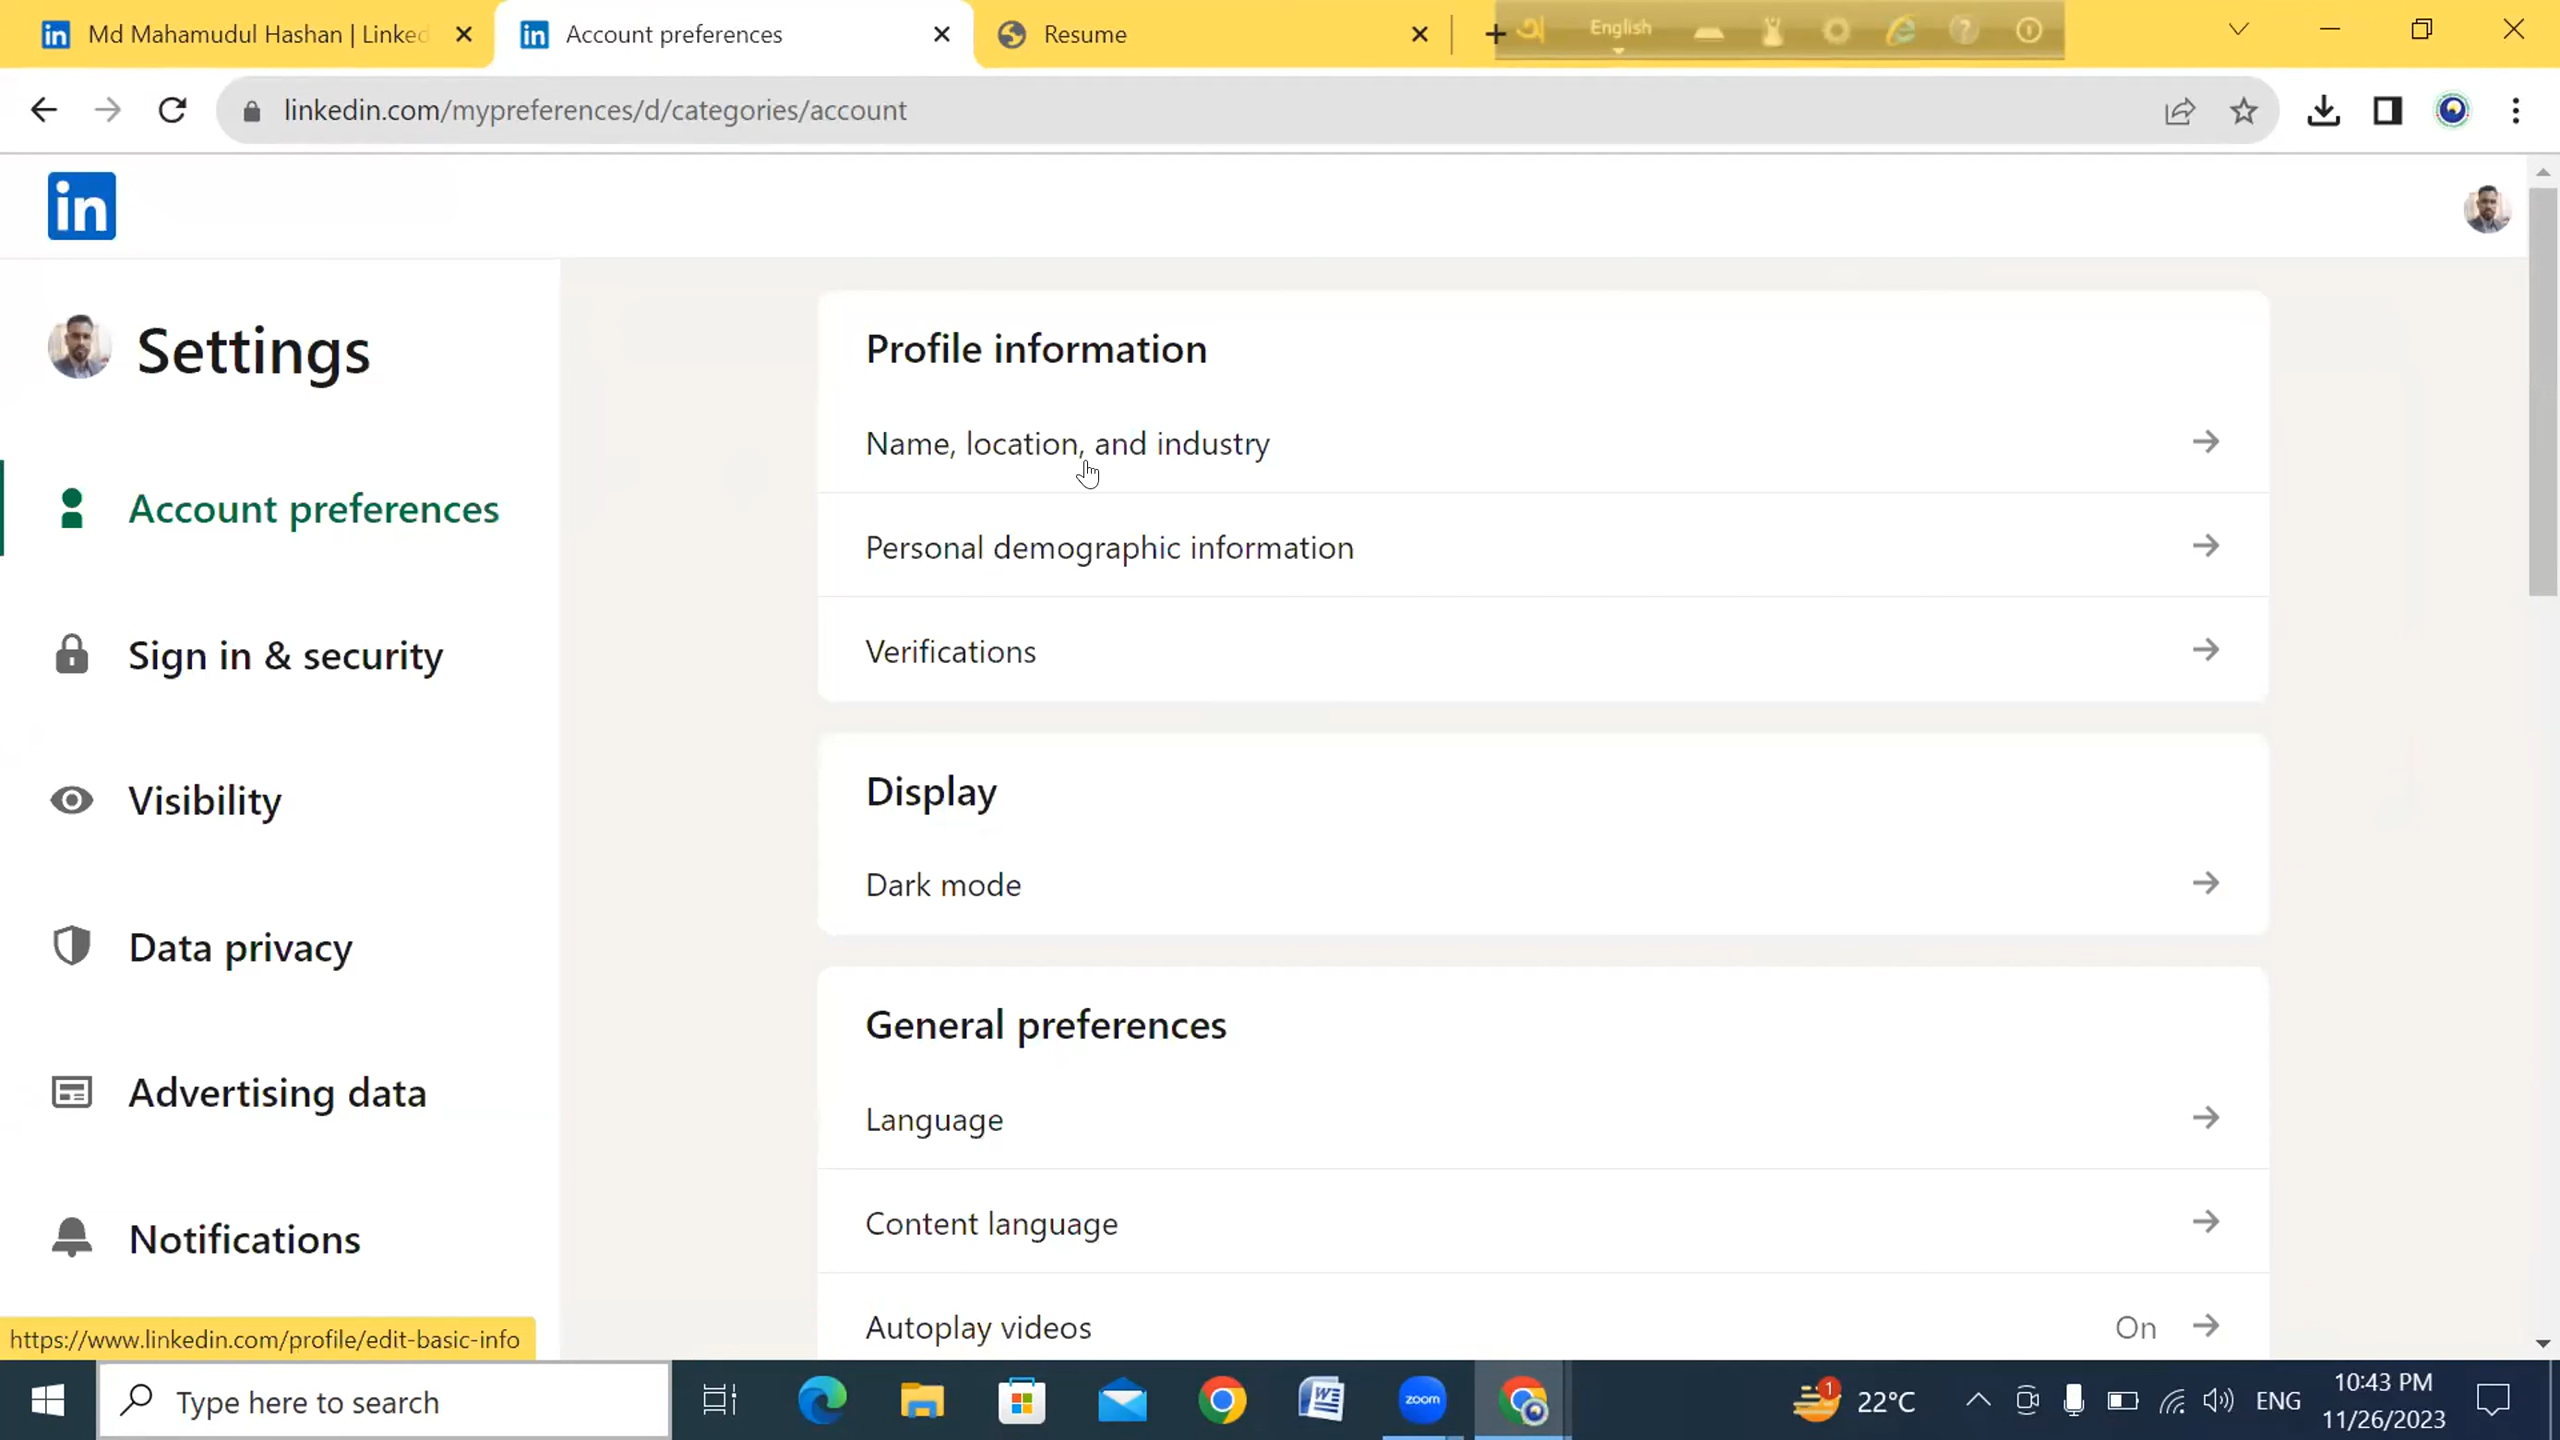 Md Mahamudul Hashan | Linked
Account preferences
Resume
English
linkedin.com/mypreferences/d/categories/account
in
Settings
Account preferences
Sign in & security
Visibility
Data privacy
Advertising data
Notifications
Profile information
Name, location, and industry
Personal demographic information
Verifications
Display
Dark mode
General preferences
Language
Content language
Autoplay videos
On
https://www.linkedin.com/profile/edit-basic-info
Type here to search
zoom
1
22°C
ENG
10:43 PM
11/26/2023